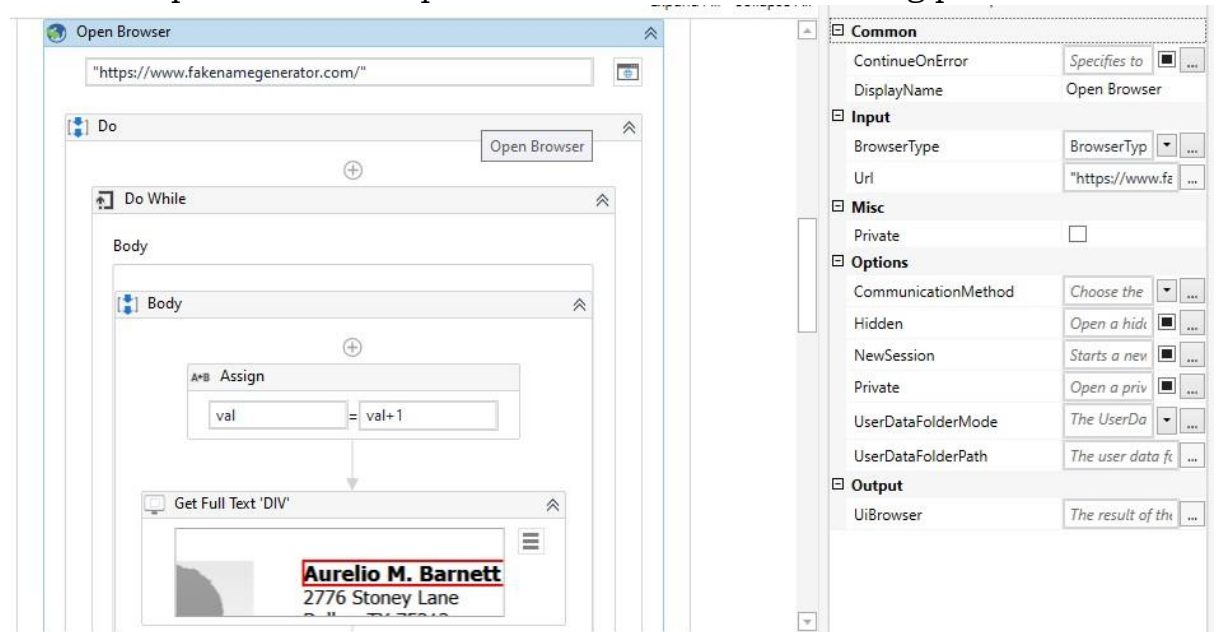 Open Browser
"https://www.fakenamegenerator.com/"
Do
Open Browser
Do While
Body
Body
A+B Assign
val = val+1
Get Full Text 'DIV'
Aurelio M. Barnett
2776 Stoney Lane
Common
ContinueOnError Specifies to ...
DisplayName Open Browser
Input
BrowserType BrowserTyp ...
Url "https://www.fa ...
Misc
Private
Options
CommunicationMethod Choose the ...
Hidden Open a hid ...
NewSession Starts a new ...
Private Open a priv ...
UserDataFolderMode The UserDa ...
UserDataFolderPath The user data fo ...
Output
UiBrowser The result of the ...